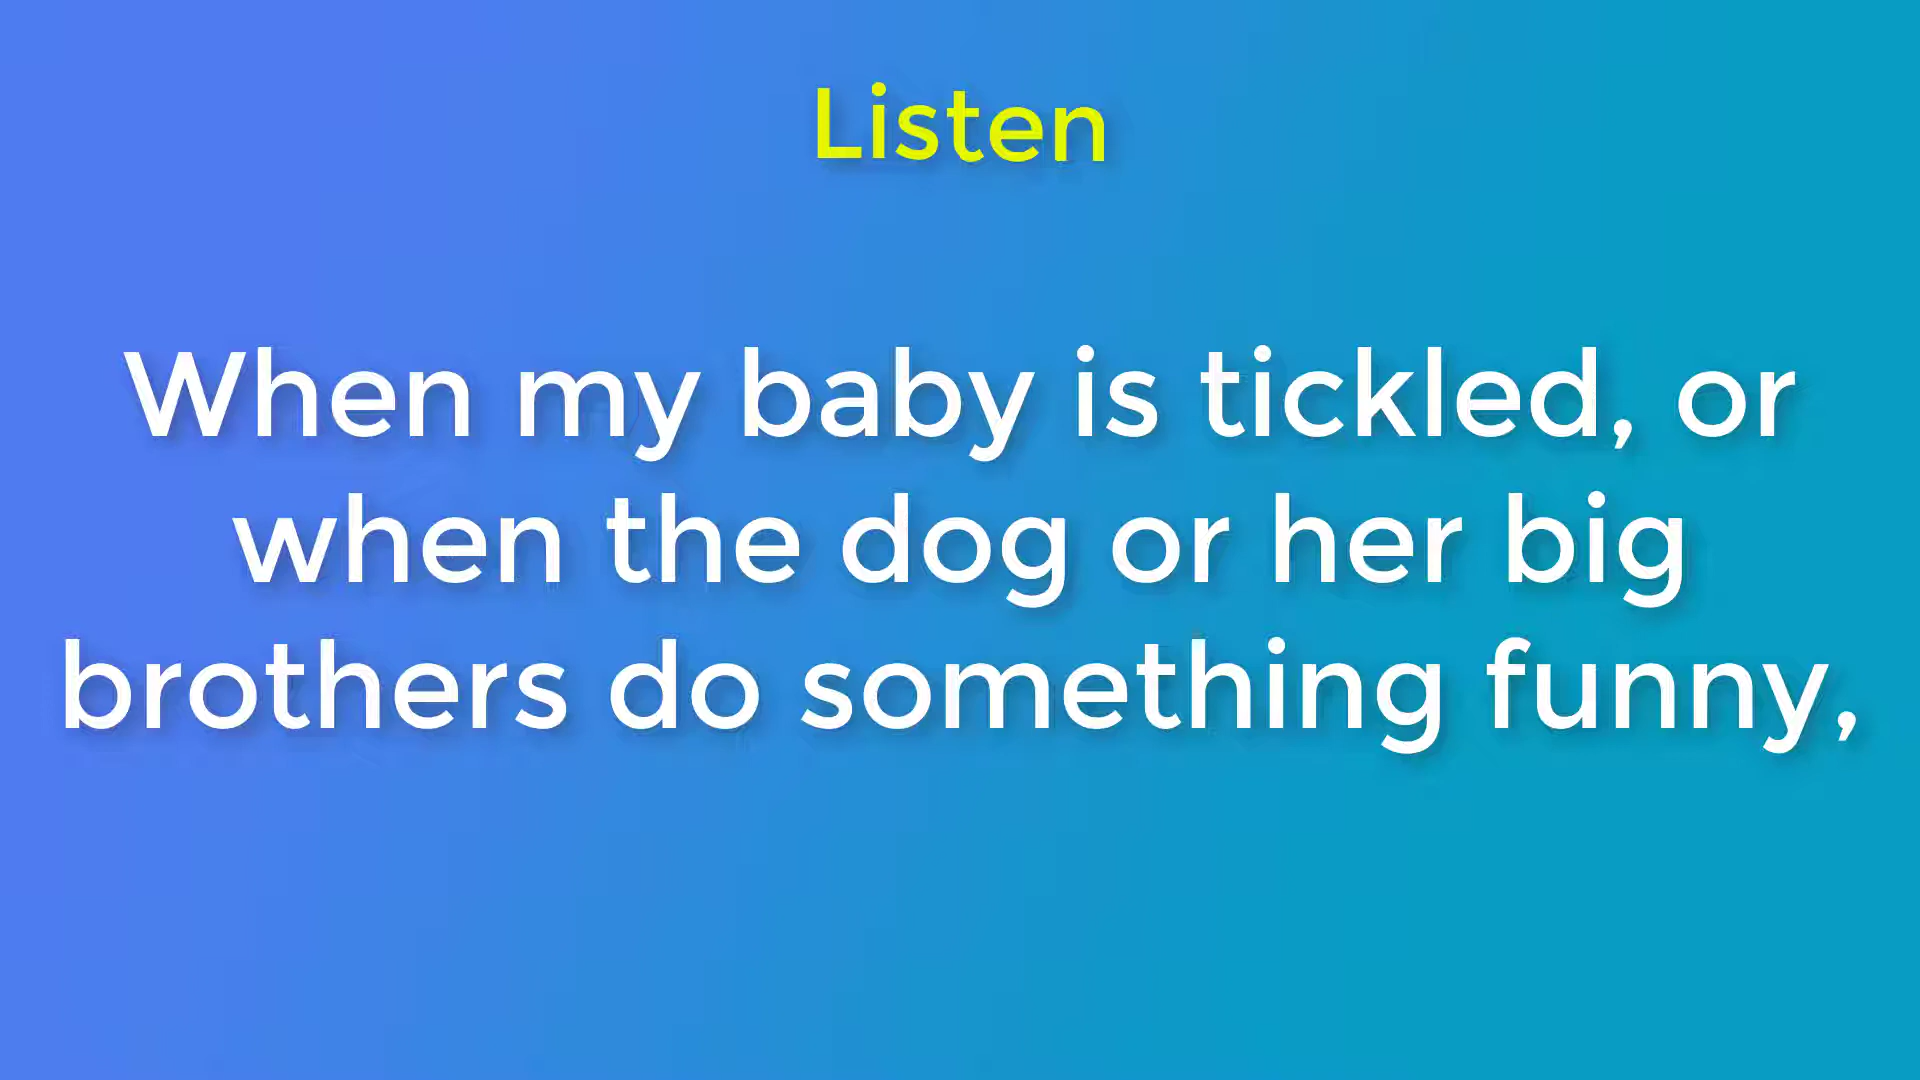 Listen
When my baby is tickled, or
when the dog or her big
brothers do something funny,